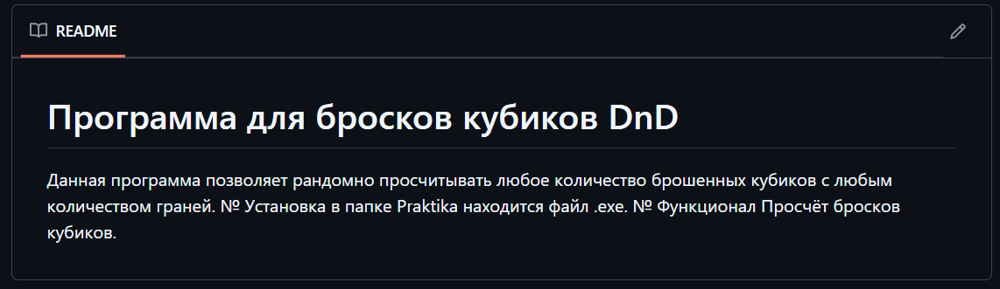 README
Программа для бросков кубиков DnD
Данная программа позволяет рандомно просчитывать любое количество брошенных кубиков с любым
количеством граней. № Установка в папке Praktika находится файл .exe. № Функционал Просчёт бросков
кубиков.